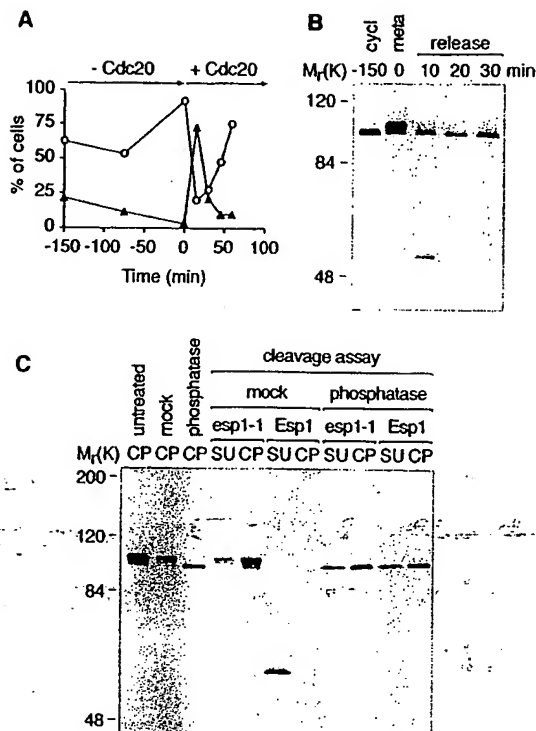 A
- Cdc20 + Cdc20
100
75
50
25
0
% of cells
-150 -100 -50 0 50 100
Time (min)
B
cycl meta release
Mr(K) -150 0 10 20 30 min
120
84
48
C
cleavage assay
untreated mock phosphatase mock phosphatase
esp1-1 Esp1 esp1-1 Esp1
Mr(K) CP CP CP SU CP SU CP SU CP SU CP
200
120
84
48